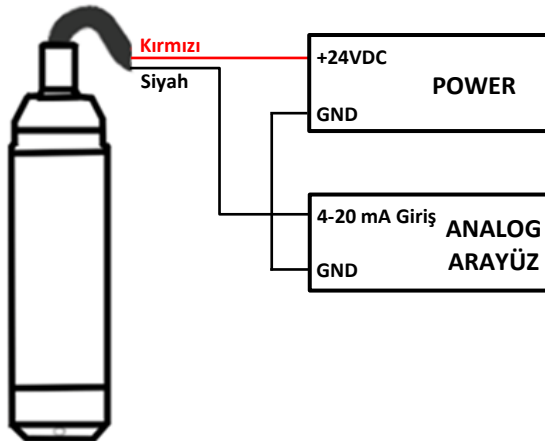 Kırmızı
Siyah
+24VDC
POWER
GND
4-20 mA Giriş
ANALOG
ARAYÜZ
GND